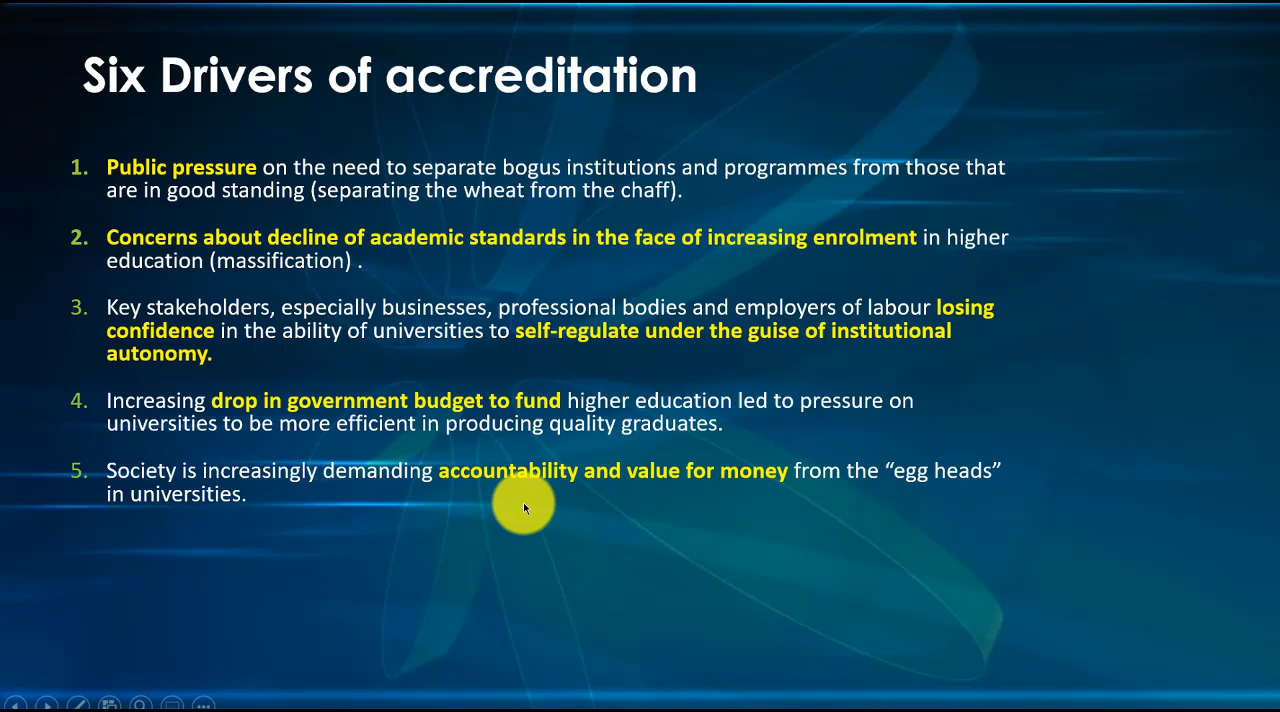 Six Drivers of accreditation
1. Public pressure on the need to separate bogus institutions and programmes from those that
are in good standing (separating the wheat from the chaff).
2. Concerns about decline of academic standards in the face of increasing enrolment in higher
education (massification) .
3. Key stakeholders, especially businesses, professional bodies and employers of labour losing
confidence in the ability of universities to self-regulate under the guise of institutional
autonomy.
4. Increasing drop in government budget to fund higher education led to pressure on
universities to be more efficient in producing quality graduates.
5. Society is increasingly demanding accountability and value for money from the “egg heads”
in universities.